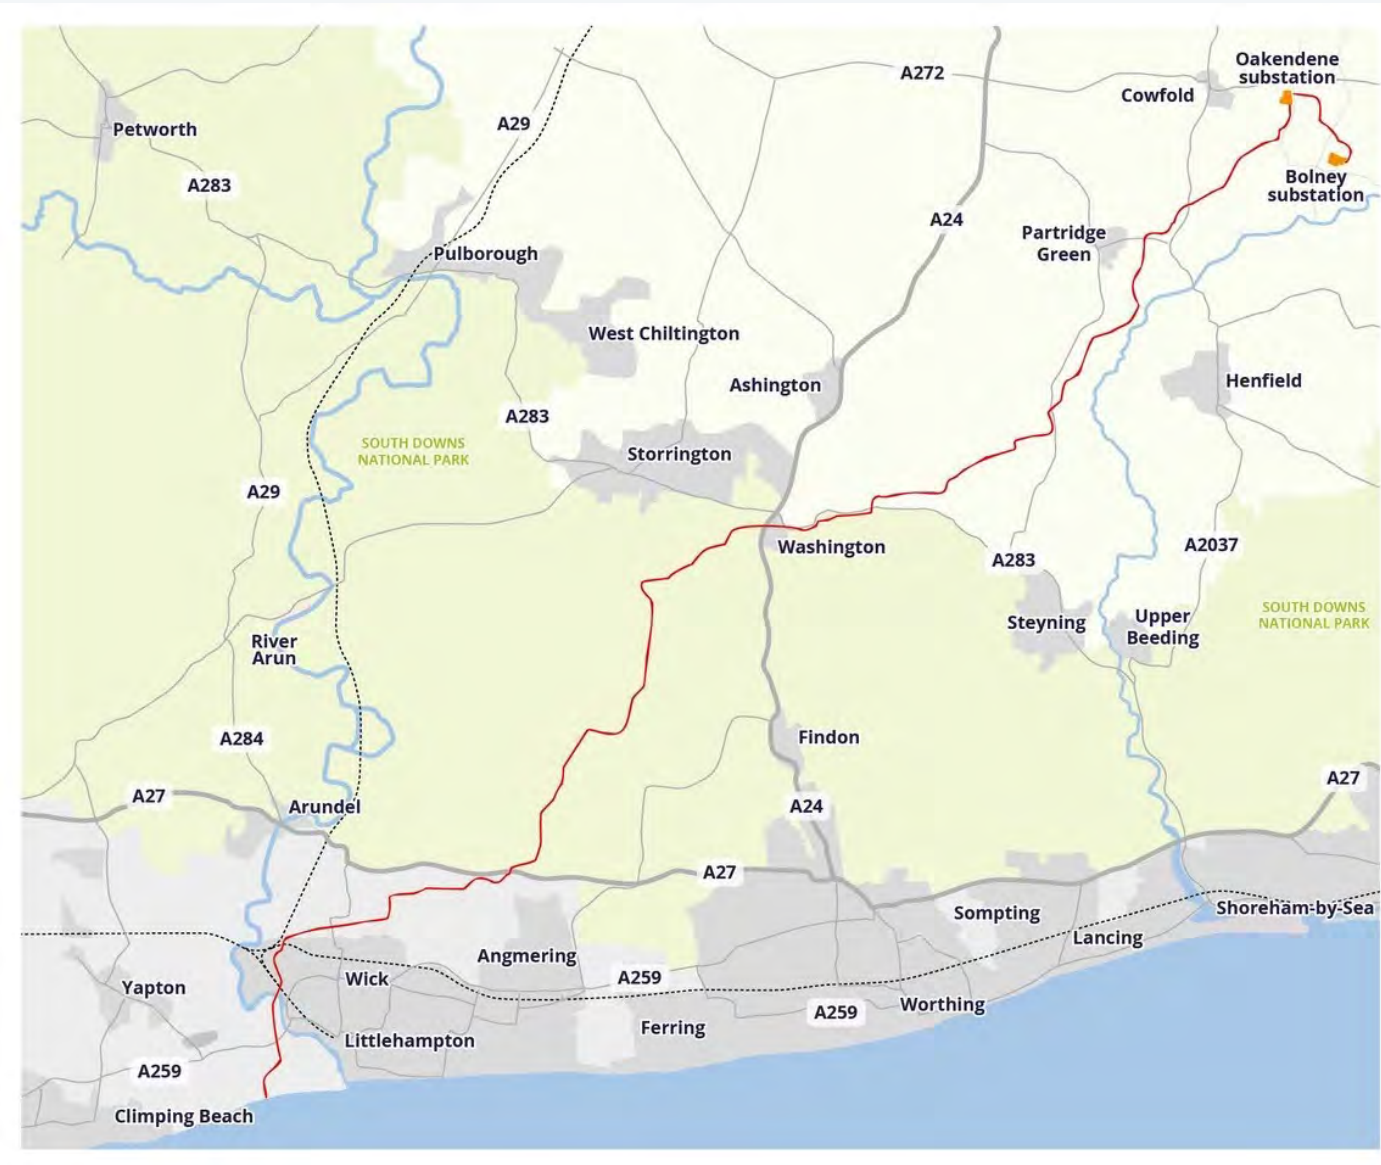 Oakendene
substation
A272
Cowfold
A29
Petworth
A283
Bolney
substation
A24
Partridge
Green
Pulborough
West Chiltington
Ashington
Henfield
A283
SOUTH DOWNS
NATIONAL PARK
Storrington
A29
Washington
A283
A2037
River
Arun
Steyning
Upper
Beeding
SOUTH DOWNS
NATIONAL PARK
A284
Findon
A27
A27
Arundel
A24
A27
Sompting
Shoreham-by-Sea
Lancing
Angmering
Wick
A259
Yapton
Worthing
A259
Ferring
Littlehampton
A259
Climping Beach